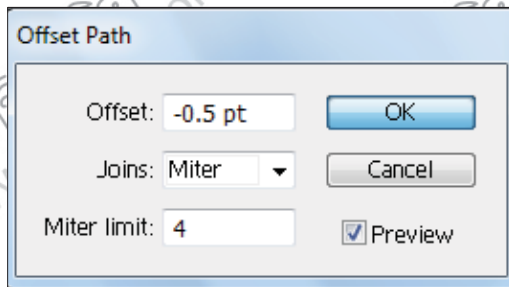 Offset Path
Offset: -0.5 pt
OK
Joins: Miter
Cancel
Miter limit: 4
Preview